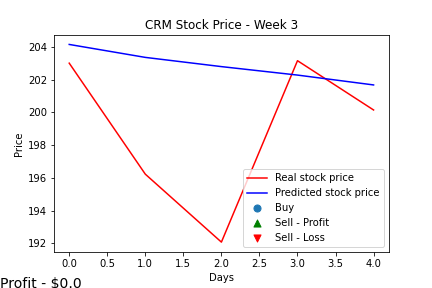 CRM Stock Price - Week 3
204
202
200
198
196
194
192
Price
Real stock price
Predicted stock price
Buy
Sell - Profit
Sell - Loss
0.0 0.5 1.0 1.5 2.0 2.5 3.0 3.5 4.0
Days
Profit - $0.0